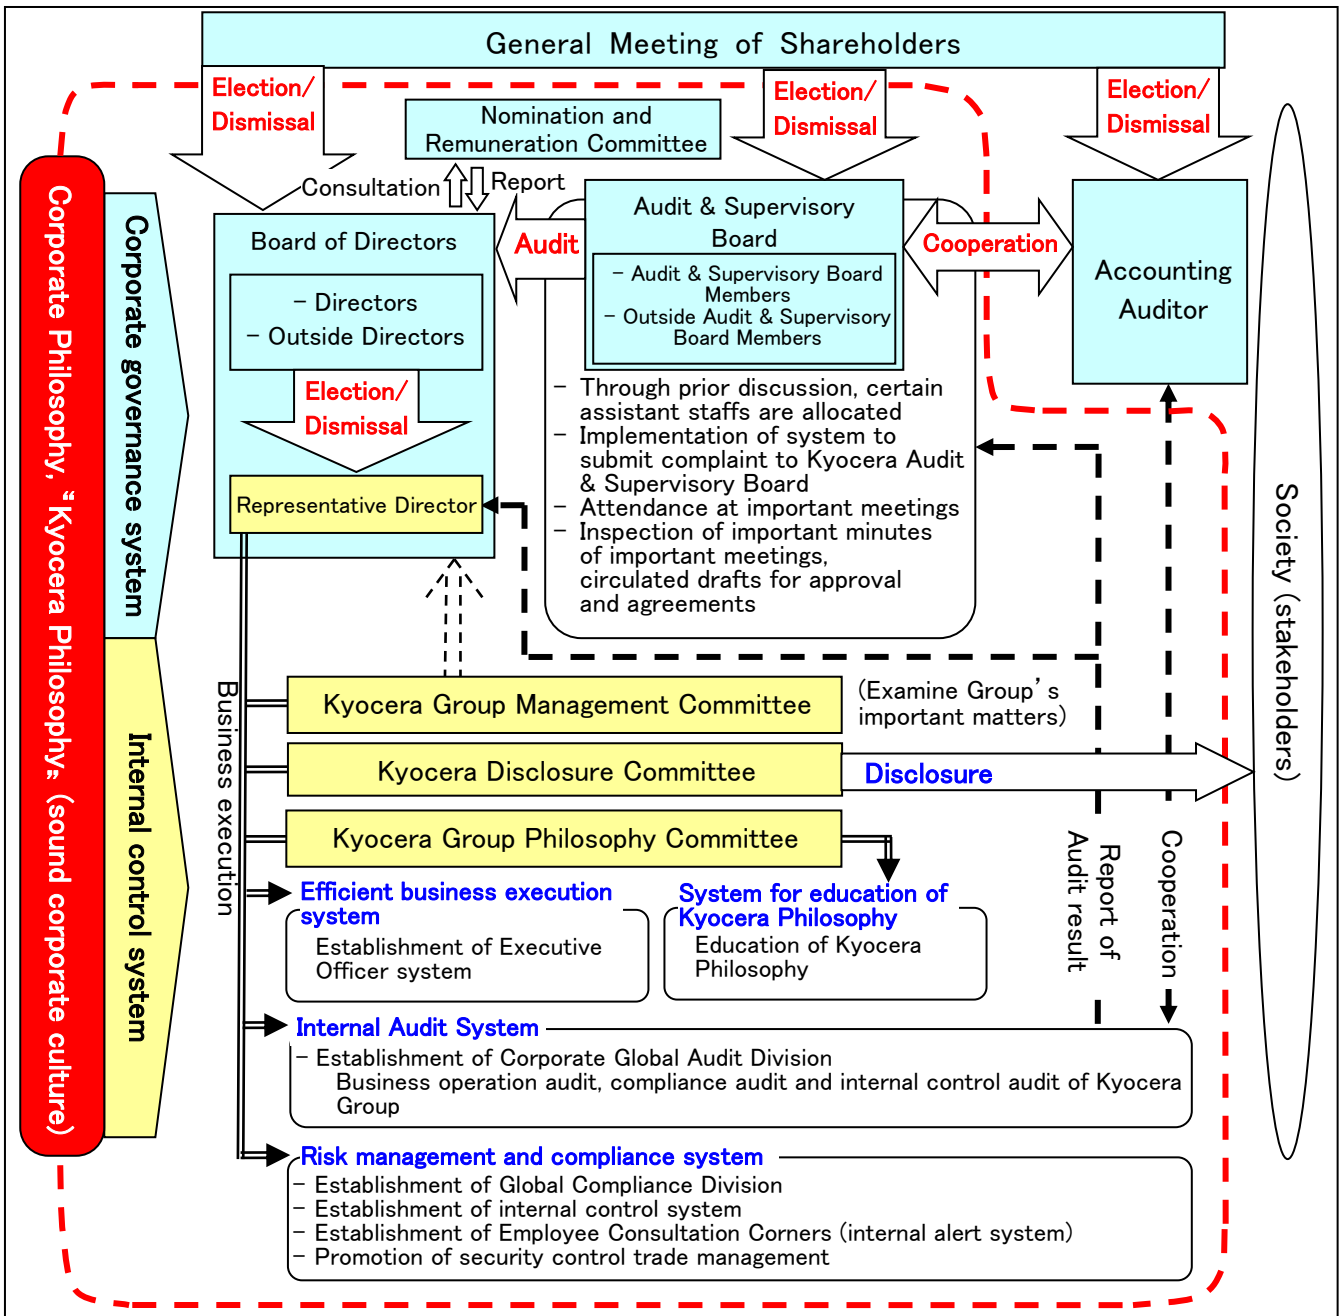 General Meeting of Shareholders
Election/
Dismissal
Election/
Dismissal
Election/
Dismissal
Nomination and
Remuneration Committee
Consultation
Report
Board of Directors
- Directors
- Outside Directors
Election/
Dismissal
Representative Director
Audit
Audit & Supervisory
Board
- Audit & Supervisory Board
Members
- Outside Audit & Supervisory
Board Members
Cooperation
Accounting
Auditor
- Through prior discussion, certain
assistant staffs are allocated
- Implementation of system to
submit complaint to Kyocera Audit
& Supervisory Board
- Attendance at important meetings
- Inspection of important minutes
of important meetings,
circulated drafts for approval
and agreements
Corporate Philosophy, “Kyocera Philosophy” (sound corporate culture)
Corporate governance system
Internal control system
Society (stakeholders)
Business execution
Kyocera Group Management Committee
(Examine Group's
important matters)
Kyocera Disclosure Committee
Disclosure
Kyocera Group Philosophy Committee
Efficient business execution
system
Establishment of Executive
Officer system
System for education of
Kyocera Philosophy
Education of Kyocera
Philosophy
Report of
Audit result
Cooperation
Internal Audit System
- Establishment of Corporate Global Audit Division
Business operation audit, compliance audit and internal control audit of Kyocera
Group
Risk management and compliance system
- Establishment of Global Compliance Division
- Establishment of internal control system
- Establishment of Employee Consultation Corners (internal alert system)
- Promotion of security control trade management